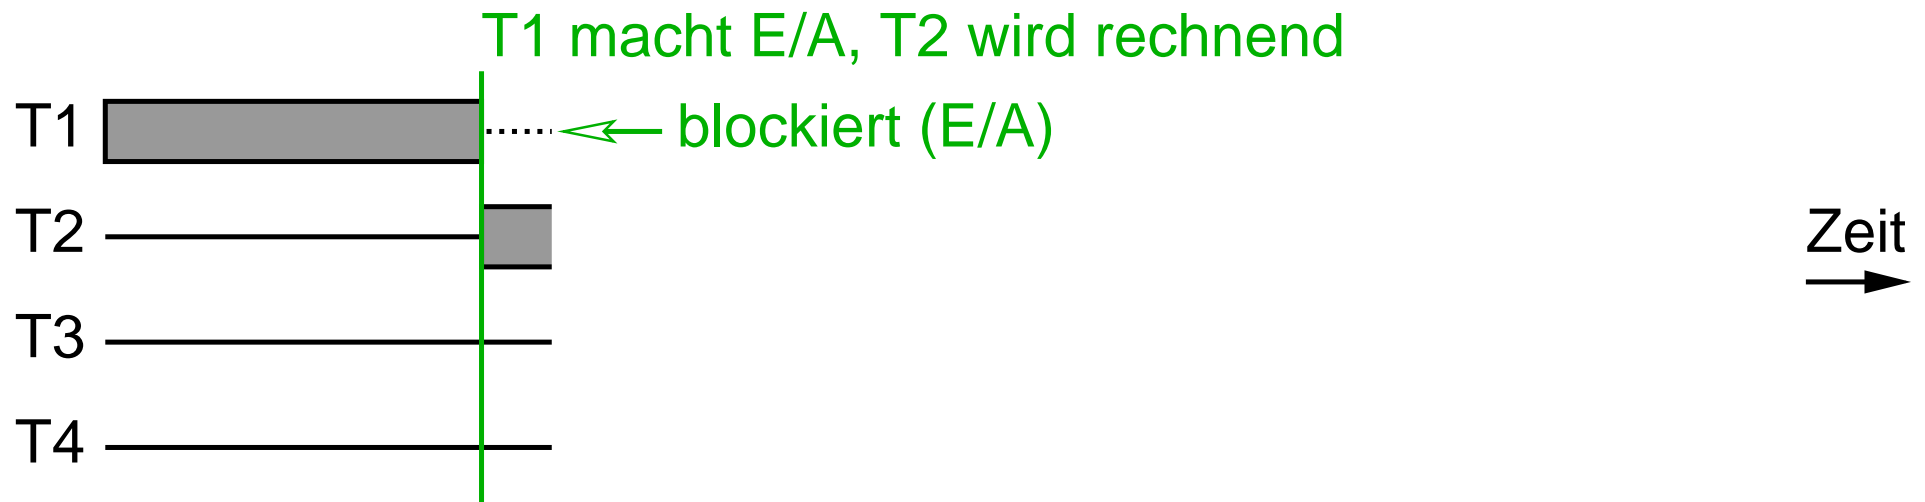 T1 macht E/A, T2 wird rechnend
T1
blockiert (E/A)
T2
Zeit
T3
T4